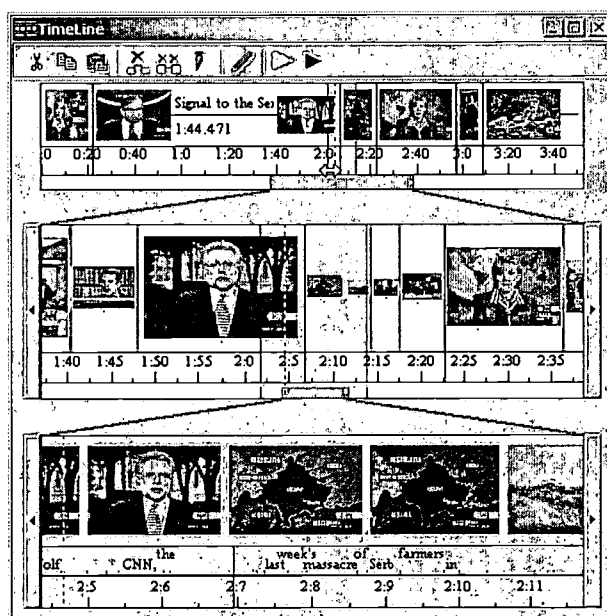 TimeLine
Signal to the Se
1:44.471
:0 0:20 0:40 1:0 1:20 1:40 2:0 2:20 2:40 3:0 3:20 3:40
1:40 1:45 1:50 1:55 2:0 2:5 2:10 2:15 2:20 2:25 2:30 2:35
the week's of farmers
olf CNN, last massacre Serb in
2:5 2:6 2:7 2:8 2:9 2:10 2:11